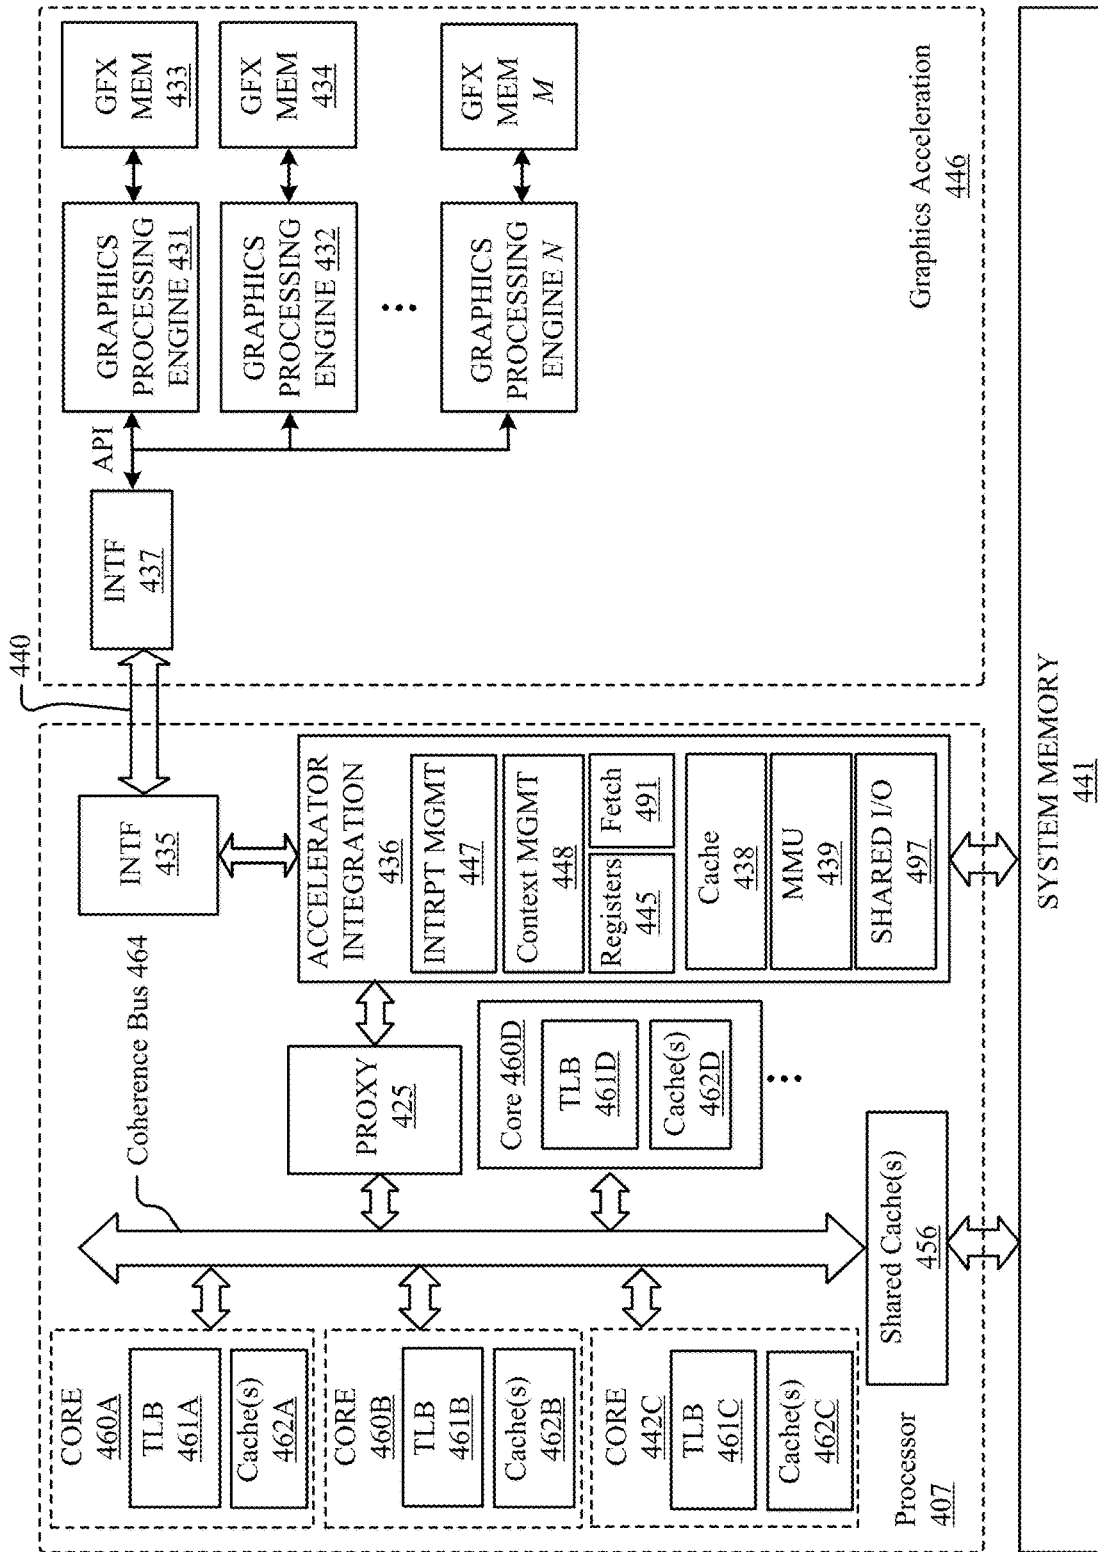 CORE
460A
TLB
461A
Cache(s)
462A
CORE
460B
TLB
461B
Cache(s)
462B
CORE
442C
TLB
461C
Cache(s)
462C
Processor
407
Shared Cache(s)
456
Coherence Bus 464
PROXY
425
Core 460D
TLB
461D
Cache(s)
462D
...
INTF
435
ACCELERATOR
INTEGRATION
436
INTRPT MGMT
447
Context MGMT
448
Registers
445
Fetch
491
Cache
438
MMU
439
SHARED I/O
497
440
INTF
437
API
GRAPHICS
PROCESSING
ENGINE 431
GFX
MEM
433
GRAPHICS
PROCESSING
ENGINE 432
GFX
MEM
434
...
GRAPHICS
PROCESSING
ENGINE N
GFX
MEM
M
Graphics Acceleration
446
SYSTEM MEMORY
441